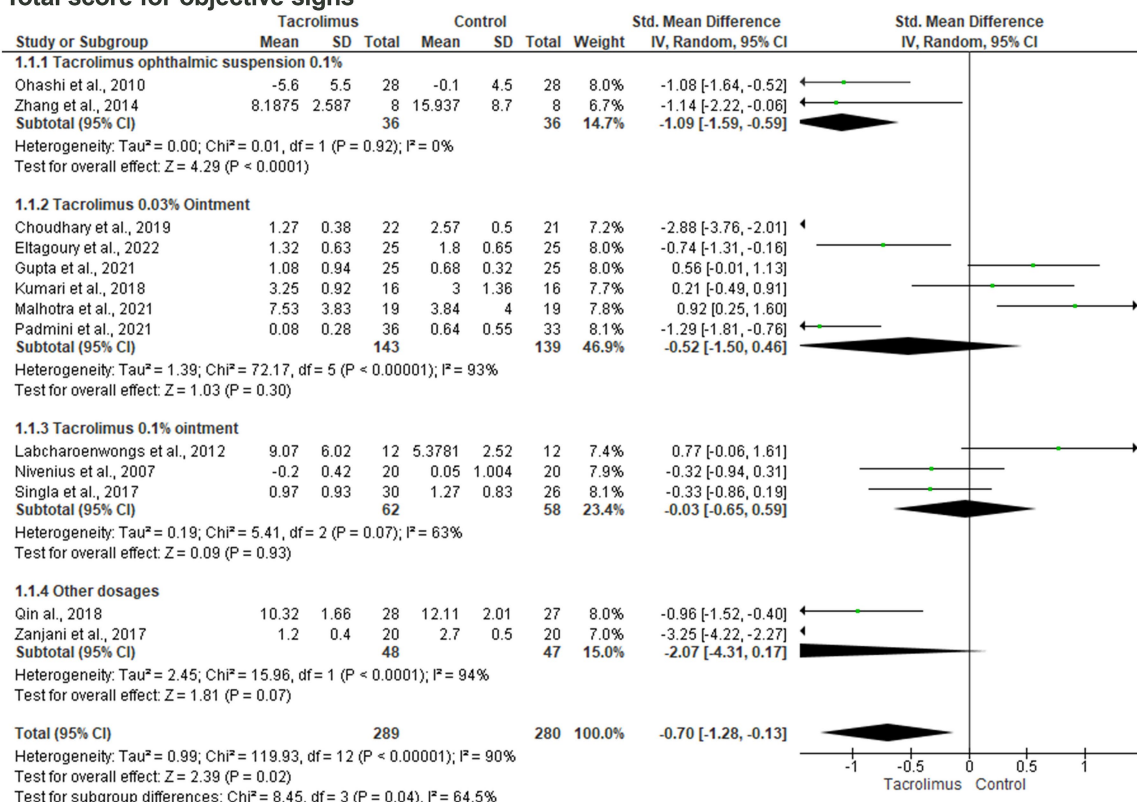 Total score for objective signs
Tacrolimus Control Std. Mean Difference Std. Mean Difference
Study or Subgroup Mean SD Total Mean SD Total Weight IV, Random, 95% CI IV, Random, 95% CI
1.1.1 Tacrolimus ophthalmic suspension 0.1%
Ohashi et al., 2010 -5.6 5.5 28 -0.1 4.5 28 8.0% -1.08 [-1.64, -0.52]
Zhang et al., 2014 8.1875 2.587 8 15.937 8.7 8 6.7% -1.14 [-2.22, -0.06]
Subtotal (95% CI) 36 36 14.7% -1.09 [-1.59, -0.59]
Heterogeneity: Tau² = 0.00; Chi² = 0.01, df = 1 (P = 0.92); I² = 0%
Test for overall effect: Z = 4.29 (P < 0.0001)
1.1.2 Tacrolimus 0.03% Ointment
Choudhary et al., 2019 1.27 0.38 22 2.57 0.5 21 7.2% -2.88 [-3.76, -2.01]
Eltagoury et al., 2022 1.32 0.63 25 1.8 0.65 25 8.0% -0.74 [-1.31, -0.16]
Gupta et al., 2021 1.08 0.94 25 0.68 0.32 25 8.0% 0.56 [-0.01, 1.13]
Kumari et al., 2018 3.25 0.92 16 3 1.36 16 7.7% 0.21 [-0.49, 0.91]
Malhotra et al., 2021 7.53 3.83 19 3.84 4 19 7.8% 0.92 [0.25, 1.60]
Padmini et al., 2021 0.08 0.28 36 0.64 0.55 33 8.1% -1.29 [-1.81, -0.76]
Subtotal (95% CI) 143 139 46.9% -0.52 [-1.50, 0.46]
Heterogeneity: Tau² = 1.39; Chi² = 72.17, df = 5 (P < 0.00001); I² = 93%
Test for overall effect: Z = 1.03 (P = 0.30)
1.1.3 Tacrolimus 0.1% ointment
Labcharoenwongs et al., 2012 9.07 6.02 12 5.3781 2.52 12 7.4% 0.77 [-0.06, 1.61]
Nivenius et al., 2007 -0.2 0.42 20 0.05 1.004 20 7.9% -0.32 [-0.94, 0.31]
Singla et al., 2017 0.97 0.93 30 1.27 0.83 26 8.1% -0.33 [-0.86, 0.19]
Subtotal (95% CI) 62 58 23.4% -0.03 [-0.65, 0.59]
Heterogeneity: Tau² = 0.19; Chi² = 5.41, df = 2 (P = 0.07); I² = 63%
Test for overall effect: Z = 0.09 (P = 0.93)
1.1.4 Other dosages
Qin al., 2018 10.32 1.66 28 12.11 2.01 27 8.0% -0.96 [-1.52, -0.40]
Zanjani et al., 2017 1.2 0.4 20 2.7 0.5 20 7.0% -3.25 [-4.22, -2.27]
Subtotal (95% CI) 48 47 15.0% -2.07 [-4.31, 0.17]
Heterogeneity: Tau² = 2.45; Chi² = 15.96, df = 1 (P < 0.0001); I² = 94%
Test for overall effect: Z = 1.81 (P = 0.07)
Total (95% CI) 289 280 100.0% -0.70 [-1.28, -0.13]
Heterogeneity: Tau² = 0.99; Chi² = 119.93, df = 12 (P < 0.00001); I² = 90%
Test for overall effect: Z = 2.39 (P = 0.02)
Test for subgroup differences: Chi² = 8.45, df = 3 (P = 0.04), I² = 64.5%
-1 -0.5 0 0.5 1
Tacrolimus Control